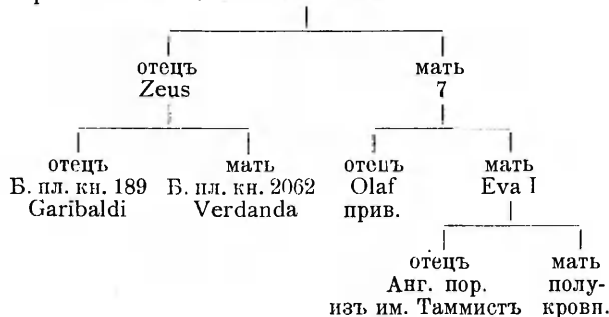 отецъ мать
Zeus 7
отецъ мать отецъ мать
Б. пл. кн. 189 Б. пл. кн. 2062 Olaf Eva I
Garibaldi Verdanda прив.
отецъ мать
Анг. пор. полу-
изъ им. Таммистъ кровн.